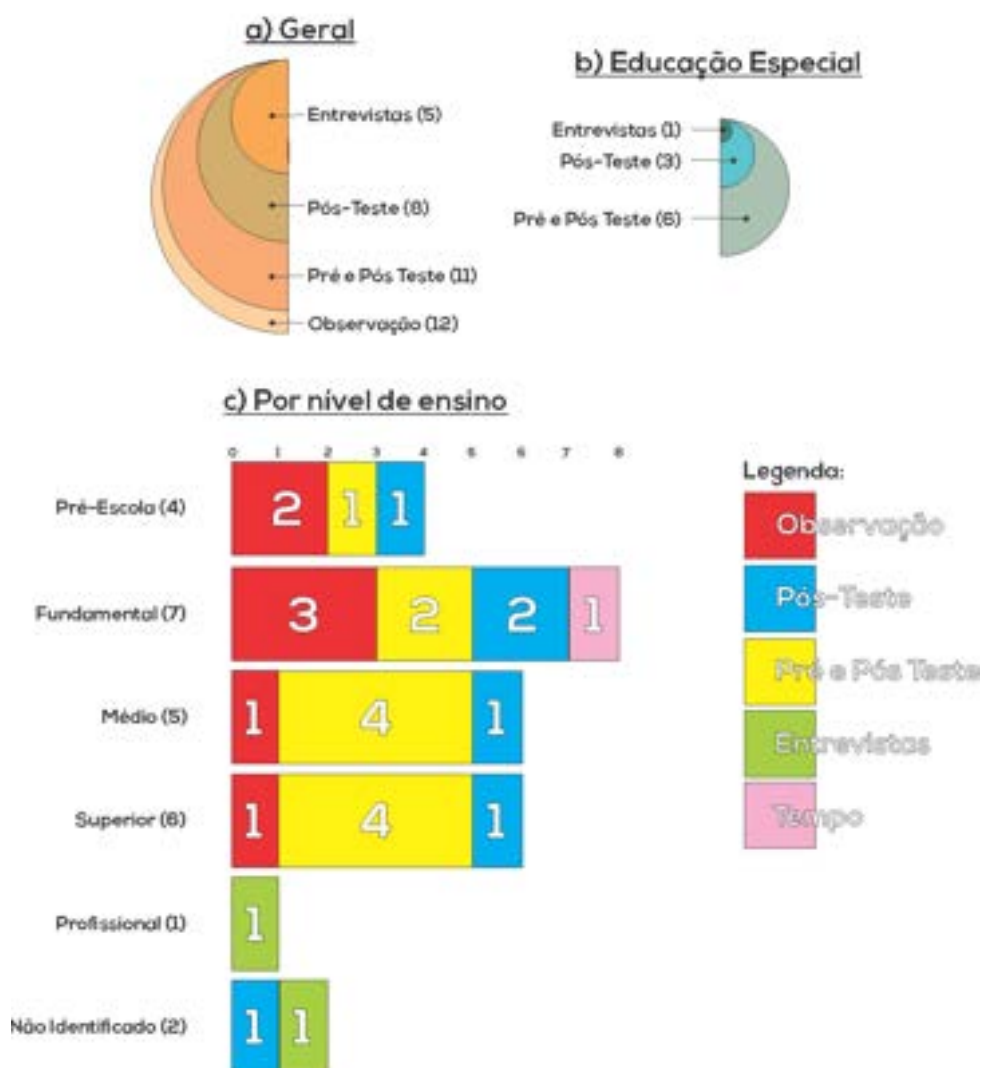 a) Geral
Entrevistas (5)
Pós-Teste (8)
Pré e Pós Teste (11)
Observação (12)
b) Educação Especial
Entrevistas (1)
Pós-Teste (3)
Pré e Pós Teste (6)
c) Por nível de ensino
0 1 2 3 4 5 6 7 8
Pré-Escola (4)
2 1 1
Fundamental (7)
3 2 2 1
Médio (5)
1 4 1
Superior (6)
1 4 1
Profissional (1)
1
Não Identificado (2)
1 1
Legenda:
Observação
Pós-Teste
Pré e Pós Teste
Entrevistas
Tempo